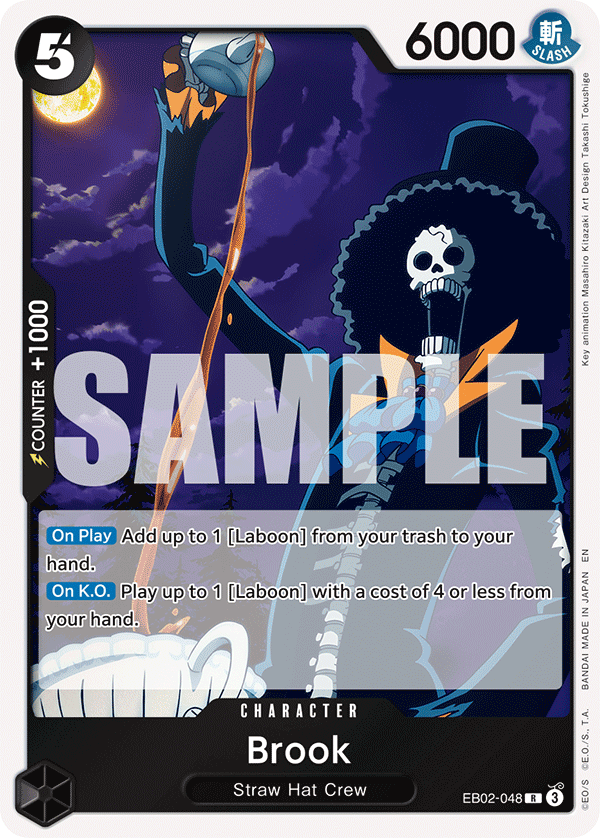 5
6000
斬
SLASH
Key animation Masahiro Kitazaki Art Design Takashi Tokushige
COUNTER +1000
SAMPLE
On Play Add up to 1 [Laboon] from your trash to your
hand.
On K.O. Play up to 1 [Laboon] with a cost of 4 or less from
your hand.
CHARACTER
Brook
Straw Hat Crew
EB02-048 R 3
©EO/S ©E.O./S., T.A. BANDAI MADE IN JAPAN EN